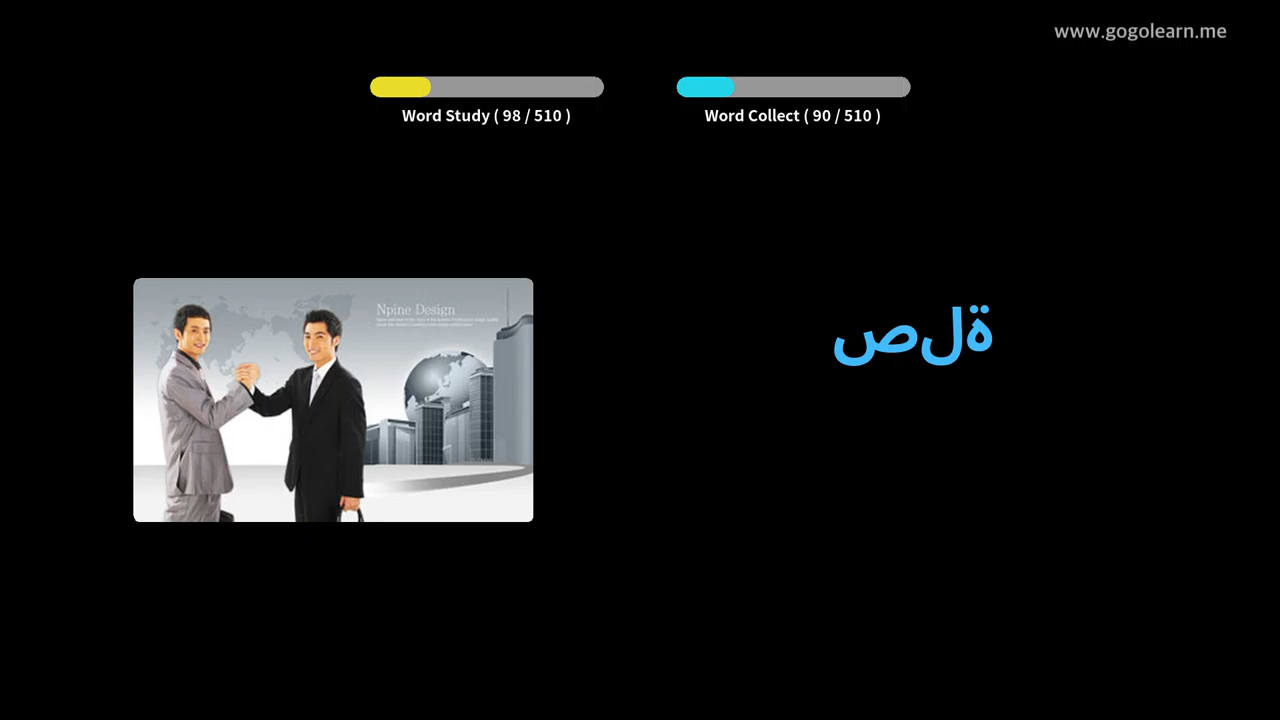 www.gogolearn.me
Word Study ( 98 / 510 )
Word Collect ( 90 / 510 )
Npine Design
صلة